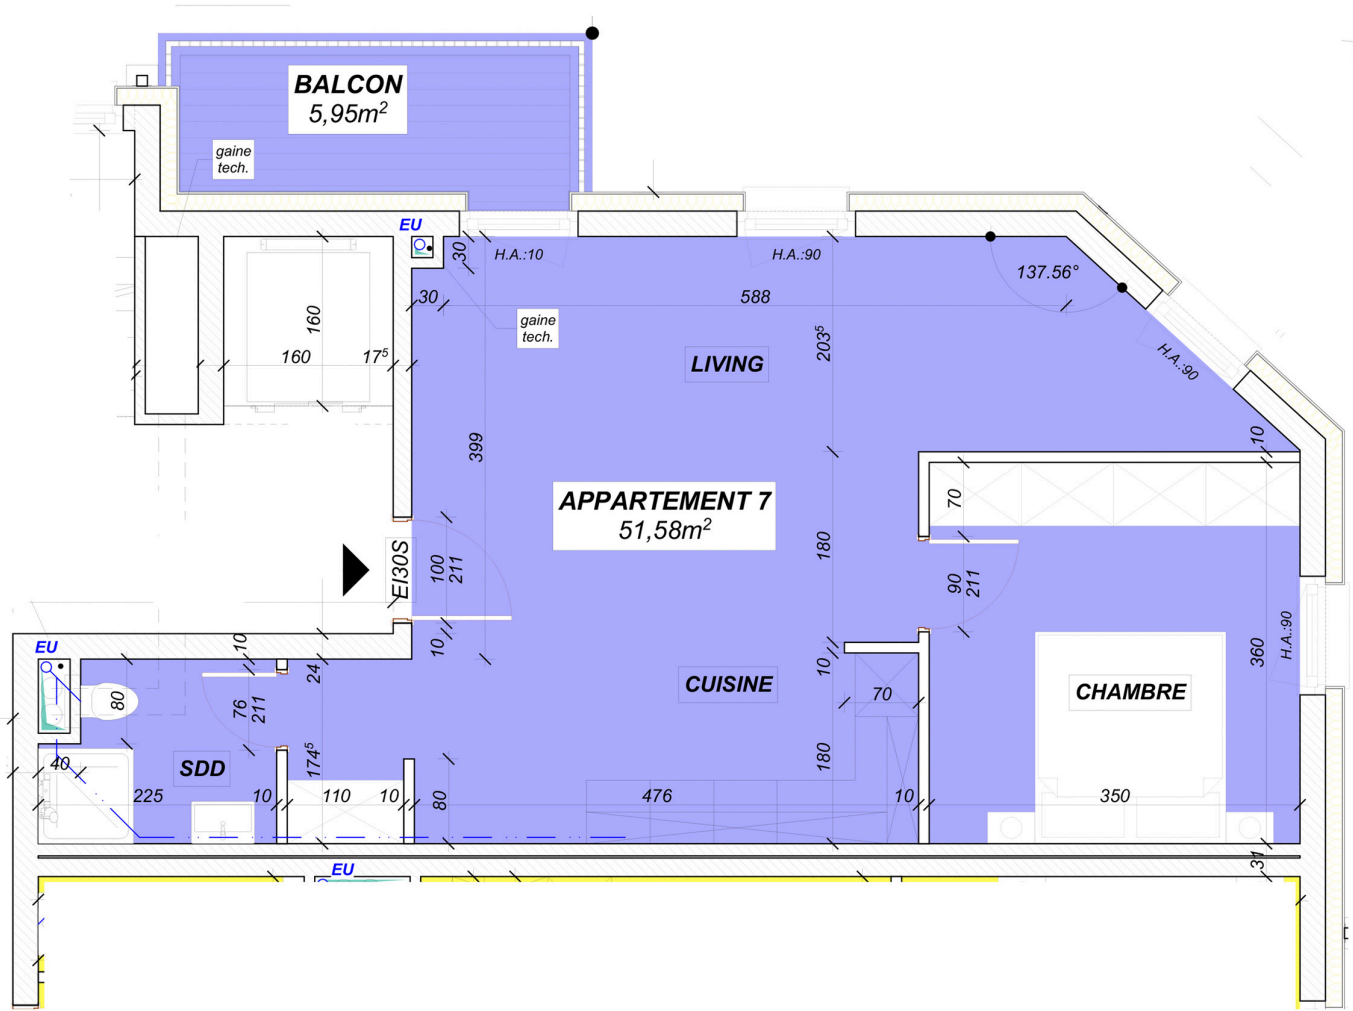 BALCON
5,95m²
gaine
tech.
EU
30
H.A.:10
H.A.:90
137.56°
30
588
gaine
tech.
160
203⁵
160
17⁵
LIVING
H.A.:90
399
10
APPARTEMENT 7
51,58m²
70
180
EI30S
100
211
90
211
10
10
EU
24
360
H.A.:90
80
76
211
10
CUISINE
70
CHAMBRE
SDD
174⁵
180
40
225
10
110
10
80
476
10
350
31
EU